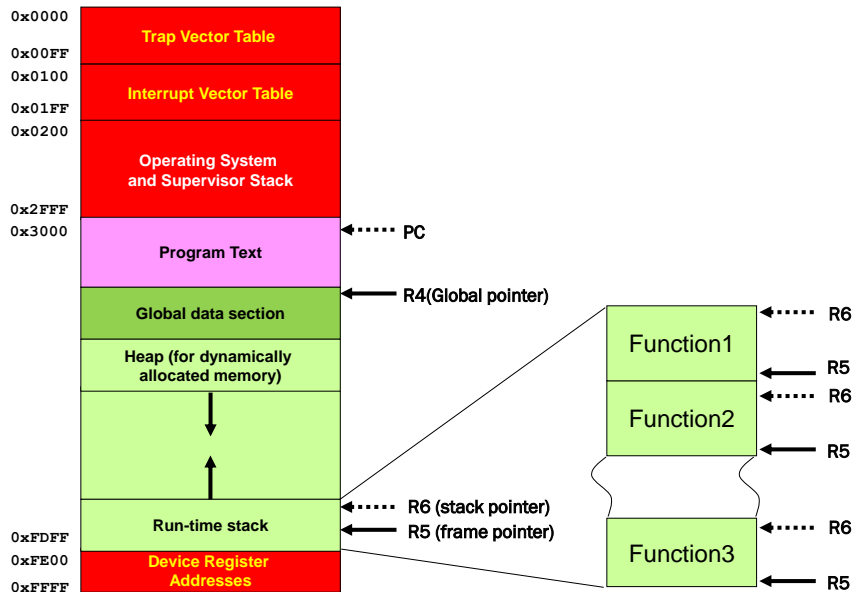 0x0000
Trap Vector Table
0x00FF
0x0100
Interrupt Vector Table
0x01FF
0x0200
Operating System
and Supervisor Stack
0x2FFF
0x3000
PC
Program Text
R4(Global pointer)
Global data section
Heap (for dynamically
allocated memory)
R6 (stack pointer)
Run-time stack
R5 (frame pointer)
0xFDFF
0xFE00
Device Register
Addresses
0xFFFF
R6
Function1
R5
R6
Function2
R5
R6
Function3
R5